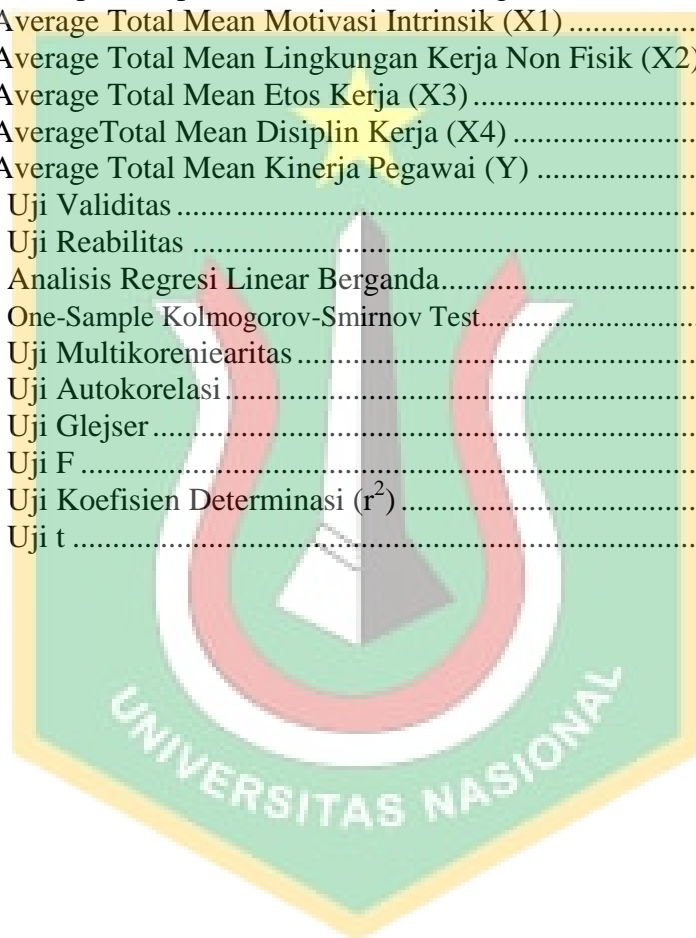 Average Total Mean Motivasi Intrinsik (X1) ................
Average Total Mean Lingkungan Kerja Non Fisik (X2)
Average Total Mean Etos Kerja (X3) ............................
AverageTotal Mean Disiplin Kerja (X4) .......................
Average Total Mean Kinerja Pegawai (Y) ....................
Uji Validitas ..................................................................
Uji Reabilitas ................................................................
Analisis Regresi Linear Berganda................................
One-Sample Kolmogorov-Smirnov Test..........................
Uji Multikoreniearitas ...................................................
Uji Autokorelasi............................................................
Uji Glejser.....................................................................
Uji F ..............................................................................
Uji Koefisien Determinasi (r²) .....................................
Uji t ...............................................................................
UNIVERSITAS NASIONAL